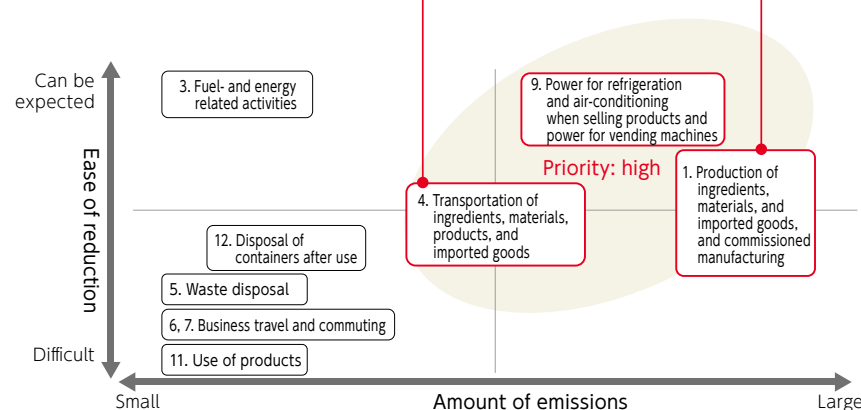 Can be
expected
3. Fuel- and energy
related activities
9. Power for refrigeration
and air-conditioning
when selling products and
power for vending machines
Priority: high
1. Production of
ingredients,
materials, and
imported goods,
and commissioned
manufacturing
4. Transportation of
ingredients, materials,
products, and
imported goods
Ease of reduction
12. Disposal of
containers after use
5. Waste disposal
6, 7. Business travel and commuting
11. Use of products
Difficult
Small
Amount of emissions
Large